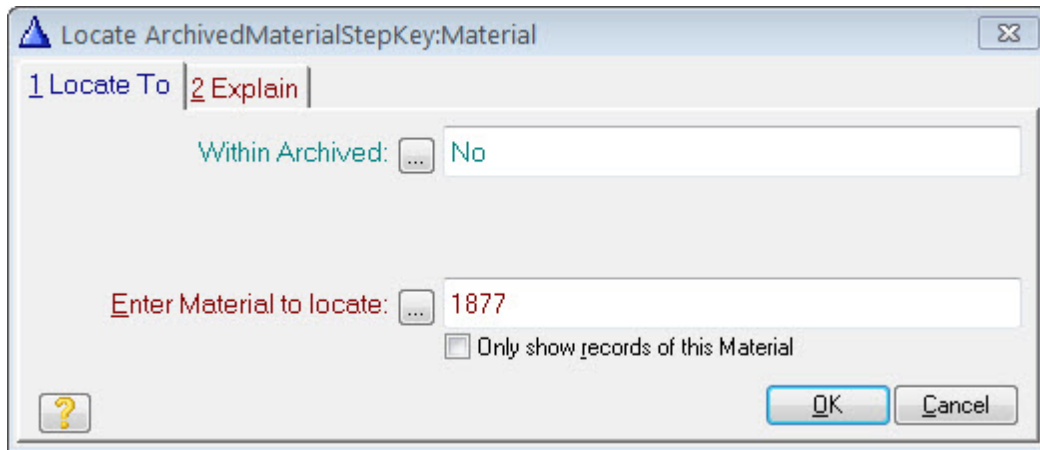 Locate ArchivedMaterialStepKey:Material
1 Locate To 2 Explain
Within Archived: ... No
Enter Material to locate: ... 1877
Only show records of this Material
? OK Cancel